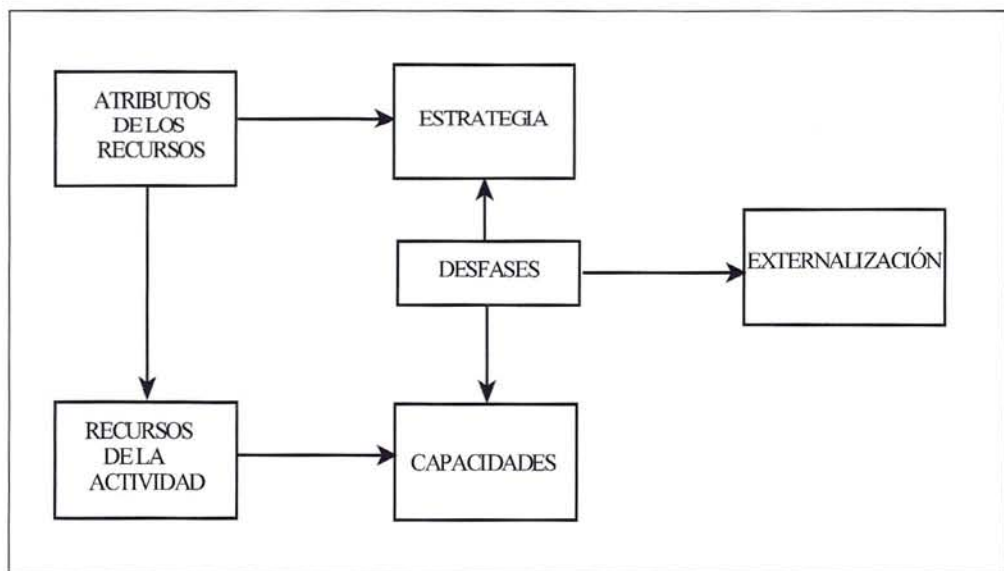 ATRIBUTOS
DE LOS
RECURSOS
ESTRATEGIA
DESFASES
EXTERNALIZACIÓN
RECURSOS
DE LA
ACTIVIDAD
CAPACIDADES